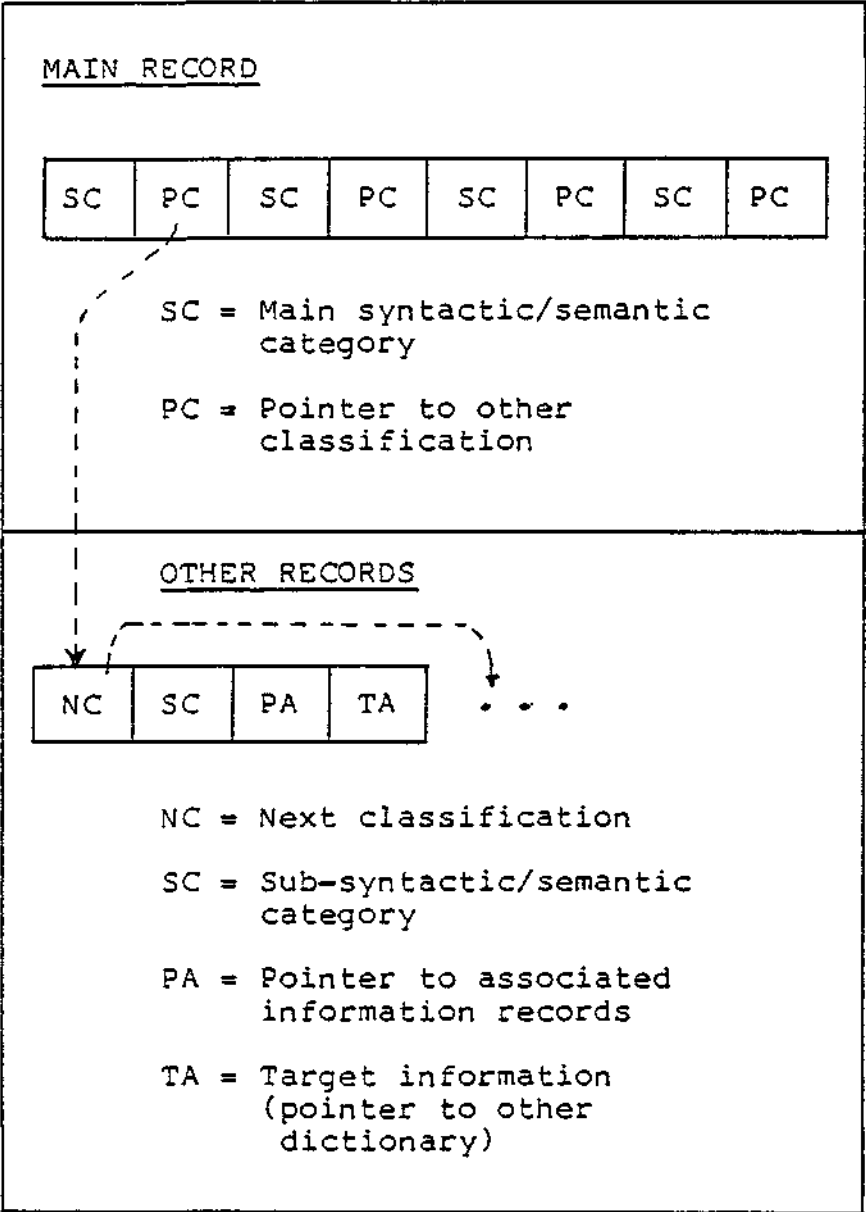 MAIN RECORD
SC PC SC PC SC PC SC PC
SC = Main syntactic/semantic
category
PC = Pointer to other
classification
OTHER RECORDS
NC SC PA TA . . .
NC = Next classification
SC = Sub-syntactic/semantic
category
PA = Pointer to associated
information records
TA = Target information
(pointer to other
dictionary)